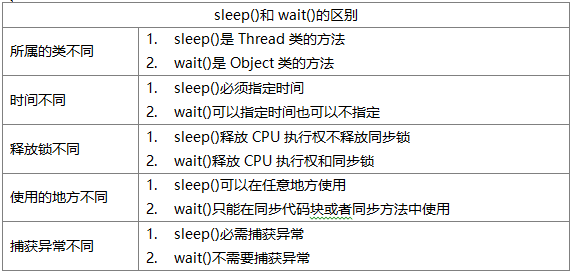 sleep()和 wait()的区别
所属的类不同
1. sleep()是 Thread 类的方法
2. wait()是 Object 类的方法
时间不同
1. sleep()必须指定时间
2. wait()可以指定时间也可以不指定
释放锁不同
1. sleep()释放 CPU 执行权不释放同步锁
2. wait()释放 CPU 执行权和同步锁
使用的地方不同
1. sleep()可以在任意地方使用
2. wait()只能在同步代码块或者同步方法中使用
捕获异常不同
1. sleep()必需捕获异常
2. wait()不需要捕获异常